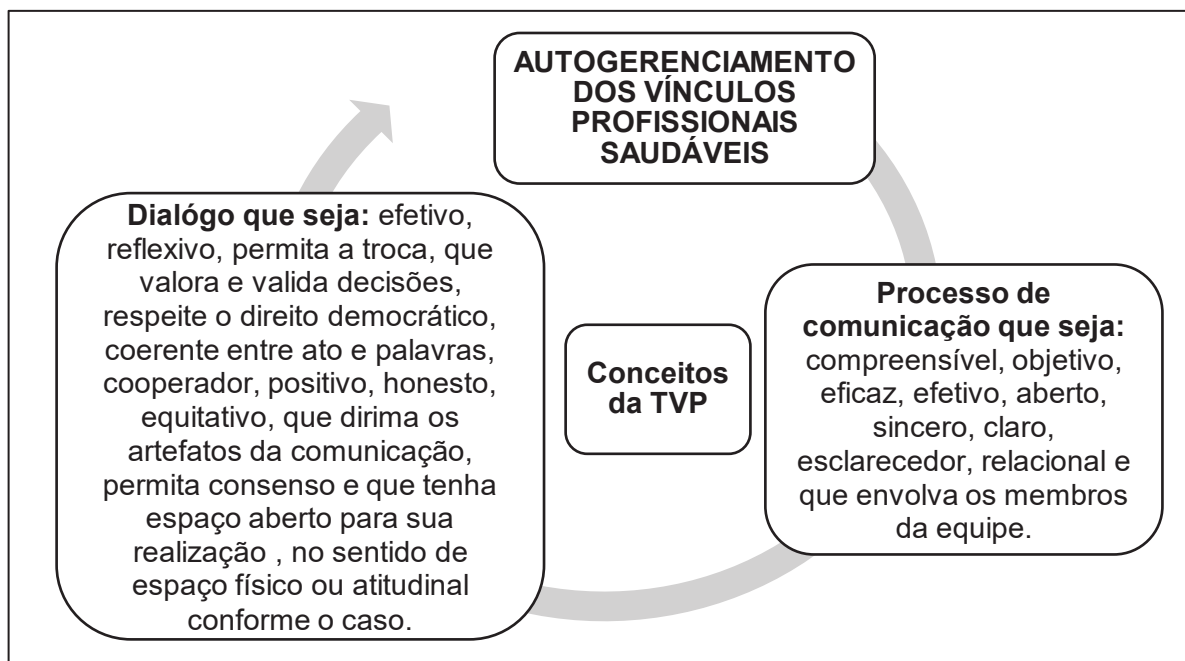 AUTOGERENCIAMENTO
DOS VÍNCULOS
PROFISSIONAIS
SAUDÁVEIS
Dialógo que seja: efetivo,
reflexivo, permita a troca, que
valora e valida decisões,
respeite o direito democrático,
coerente entre ato e palavras,
cooperador, positivo, honesto,
equitativo, que dirima os
artefatos da comunicação,
permita consenso e que tenha
espaço aberto para sua
realização , no sentido de
espaço físico ou atitudinal
conforme o caso.
Conceitos
da TVP
Processo de
comunicação que seja:
compreensível, objetivo,
eficaz, efetivo, aberto,
sincero, claro,
esclarecedor, relacional e
que envolva os membros
da equipe.